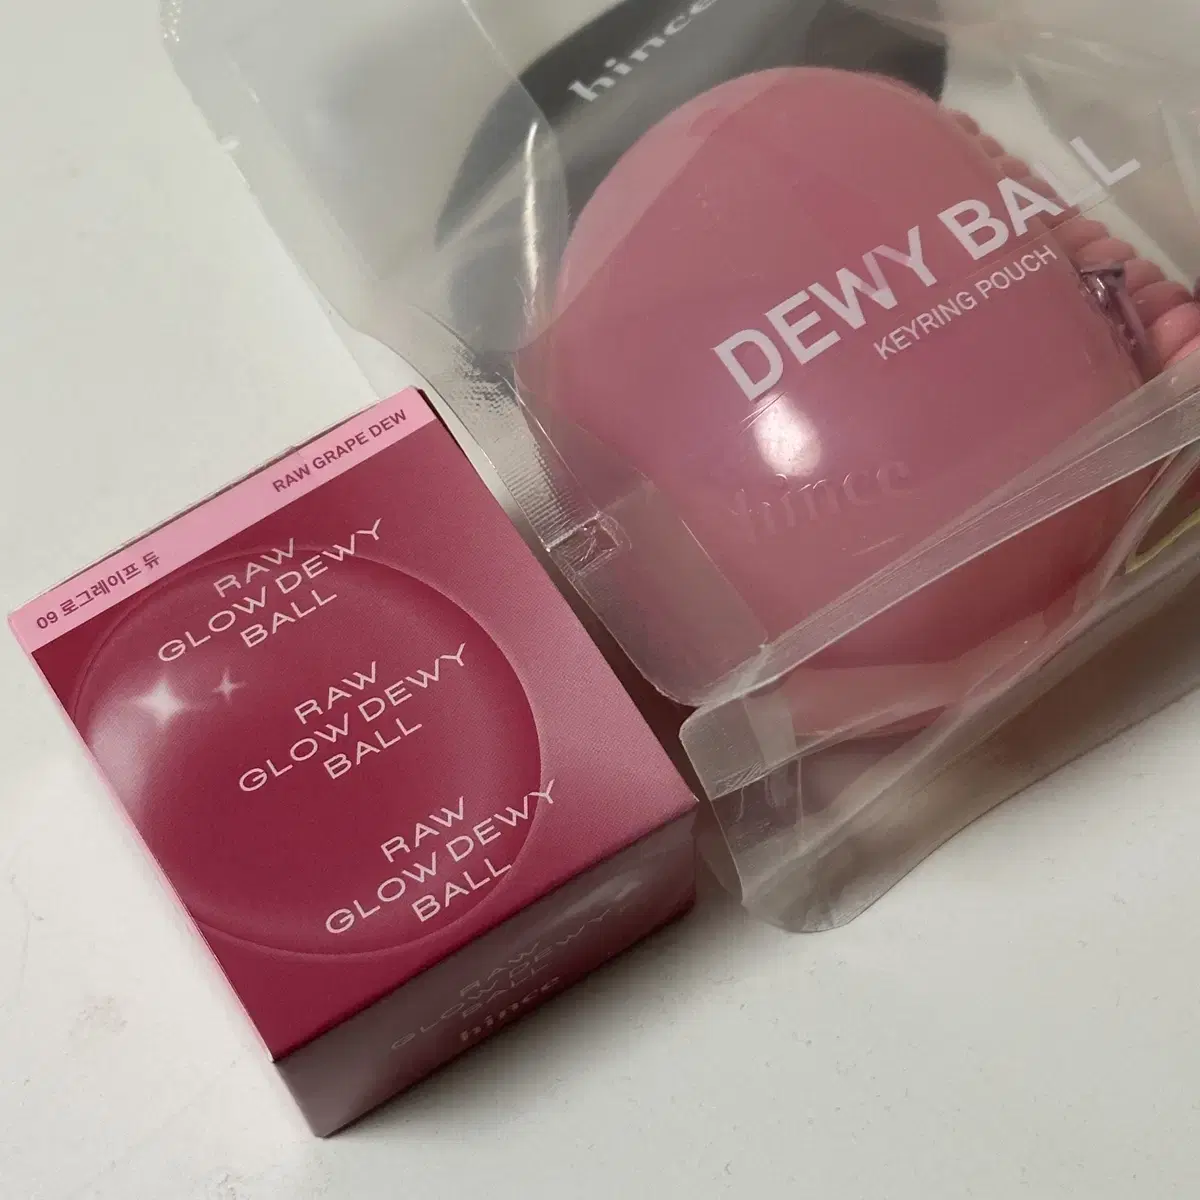 hince
DEWY BALL
KEYRING POUCH
hince
09 로그레이프 듀
RAW GRAPE DEW
RAW
GLOW DEWY
BALL
RAW
GLOW DEWY
BALL
RAW
GLOW DEWY
BALL
RAW
GLOW DEWY
BALL
hince